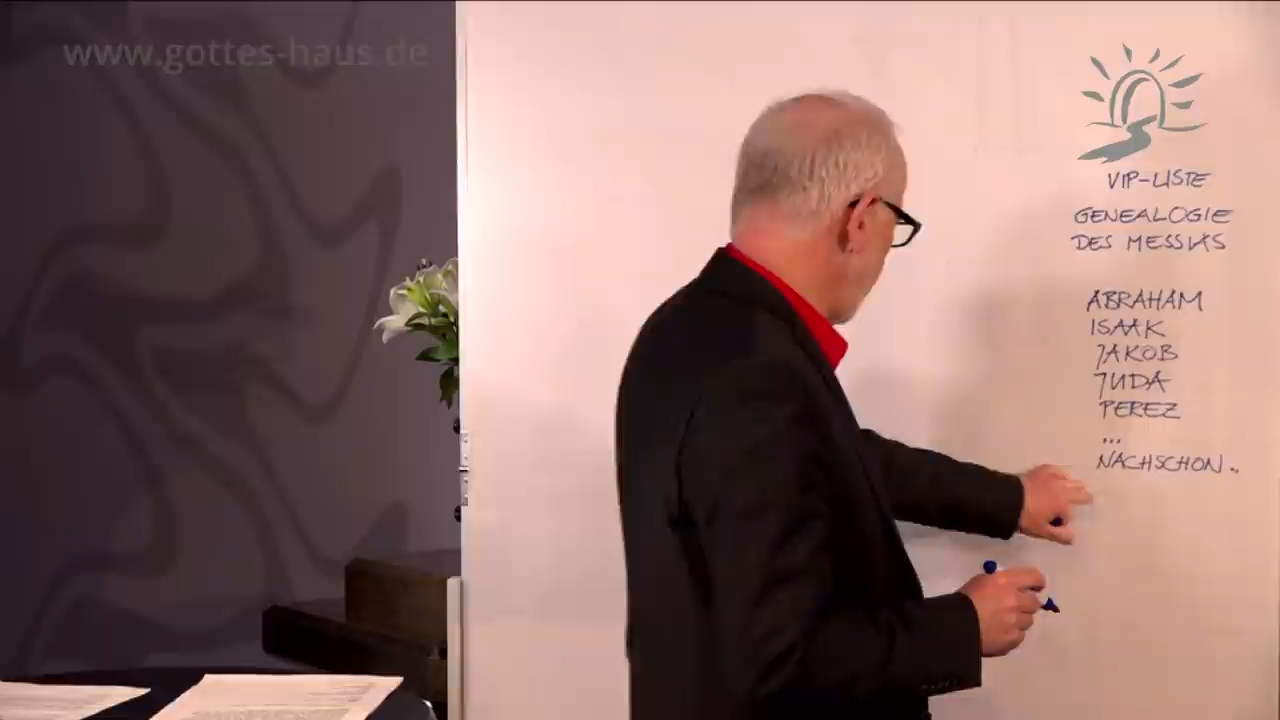 www.gottes-haus.de
VIP-LISTE
GENEALOGIE
DES MESSIAS
ABRAHAM
ISAAK
JAKOB
JUDA
PEREZ
...
NACHSCHON..